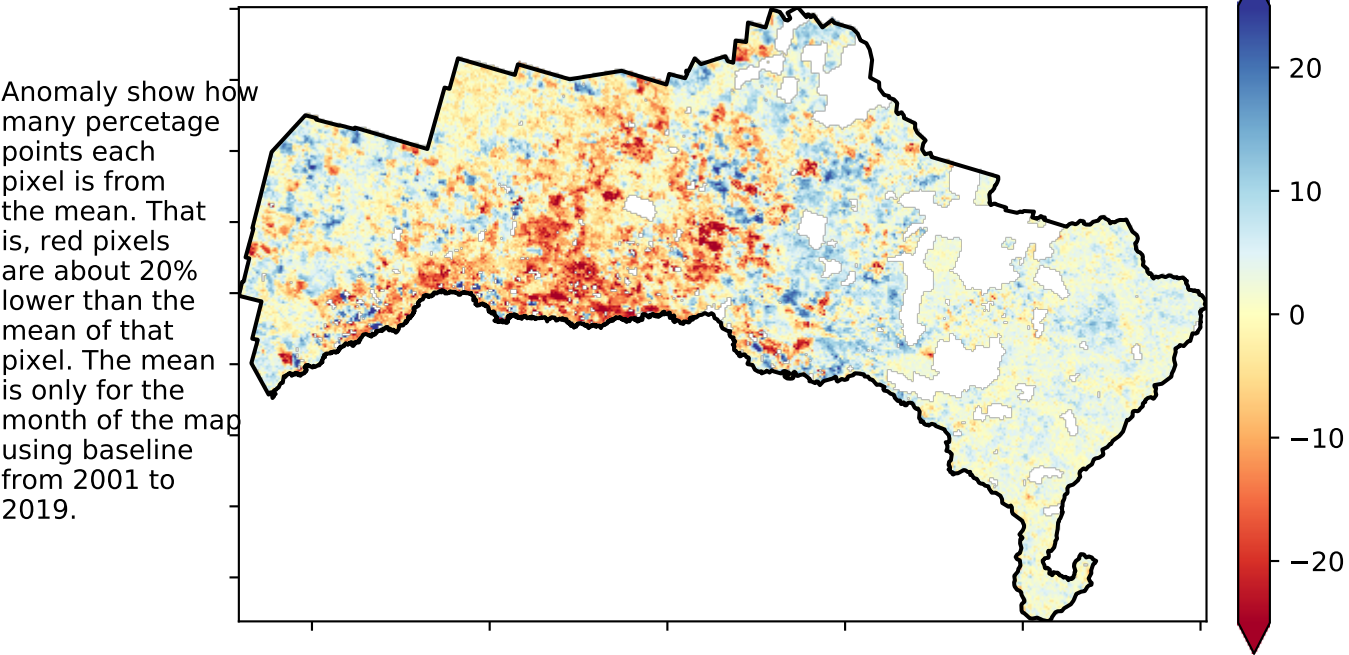 Anomaly show how
many percetage
points each
pixel is from
the mean. That
is, red pixels
are about 20%
lower than the
mean of that
pixel. The mean
is only for the
month of the map
using baseline
from 2001 to
2019.
20
10
0
−10
−20